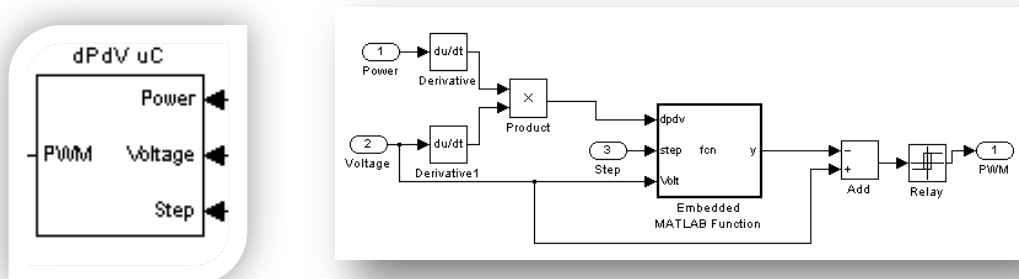 dPdV uC
Power
PWM Voltage
Step
1
Power
du/dt
Derivative
×
Product
2
Voltage
du/dt
Derivative1
3
Step
dpdv
step fcn y
Volt
Embedded
MATLAB Function
−
+
Add
Relay
1
PWM